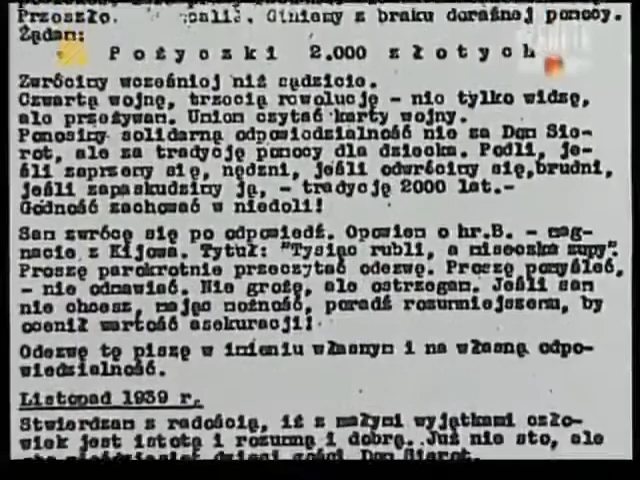 Przeszło. Giniemy z braku doraźnej pomocy.
Żądam:
Pożyczki 2.000 złotych
Zwrócimy wcześniej niż sądzicie.
Czwartą wojnę, trzecią rewolucję - nie tylko widzę,
ale przeżywam. Umiem czytać karty wojny.
Ponosimy solidarną odpowiedzialność nie za Dom Sie-
rot, ale za tradycję pomocy dla dziecka. Podli, je-
śli zaprzemy się, nędzni, jeśli odwrócimy się, brudni,
jeśli zapaskudzimy ją, - tradycję 2000 lat.-
Godność zachować w niedoli!
Sam zwrócę się po odpowiedź. Opowiem o hr.B. - mag-
nacie z Kijowa. Tytuł: "Tysiąc rubli, a miseczka zupy".
Proszę parokrotnie przeczytać odezwę. Proszę pomyśleć,
- nie odmawiać. Nie grożę, ale ostrzegam. Jeśli sam
nie chcesz, mając możność, poradź rozumniejszemu, by
ocenił wartość asekuracji!
Odezwę tę piszę w imieniu własnym i na własną odpo-
wiedzialność.
Listopad 1939 r.
Stwierdzam z radością, iż z małymi wyjątkami czło-
wiek jest istotą i rozumną i dobrą. Już nie sto, ale
dzieci gości Dom Sierot.